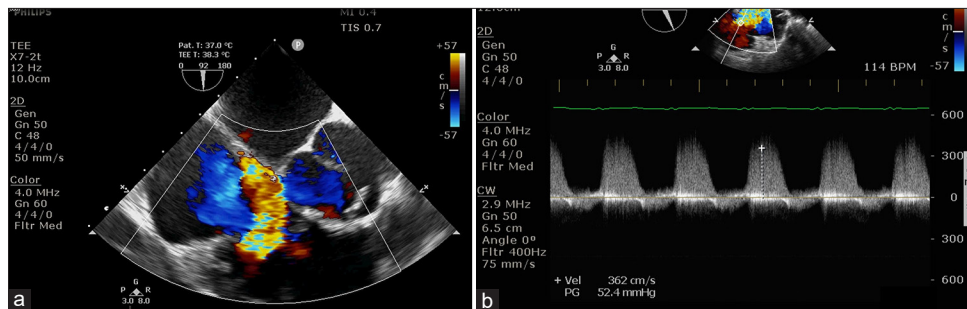 PHILIPS
MI 0.4
TIS 0.7
TEE
X7-2t
12 Hz
10.0cm
2D
Gen
Gn 50
C 48
4/4/0
50 mm/s
Color
4.0 MHz
Gn 60
4/4/0
Fltr Med
Pat. T: 37.0 °C
TEE T: 38.3 °C
0 92 180
P
+57
c
m
/
s
-57
G
P R
3.0 8.0
a
2D
Gen
Gn 50
C 48
4/4/0
Color
4.0 MHz
Gn 60
4/4/0
Fltr Med
CW
2.9 MHz
Gn 50
6.5 cm
Angle 0°
Fltr 400Hz
75 mm/s
G
P R
3.0 8.0
c
m
/
s
-57
114 BPM
600
300
0
300
600
+ Vel 362 cm/s
PG 52.4 mmHg
b